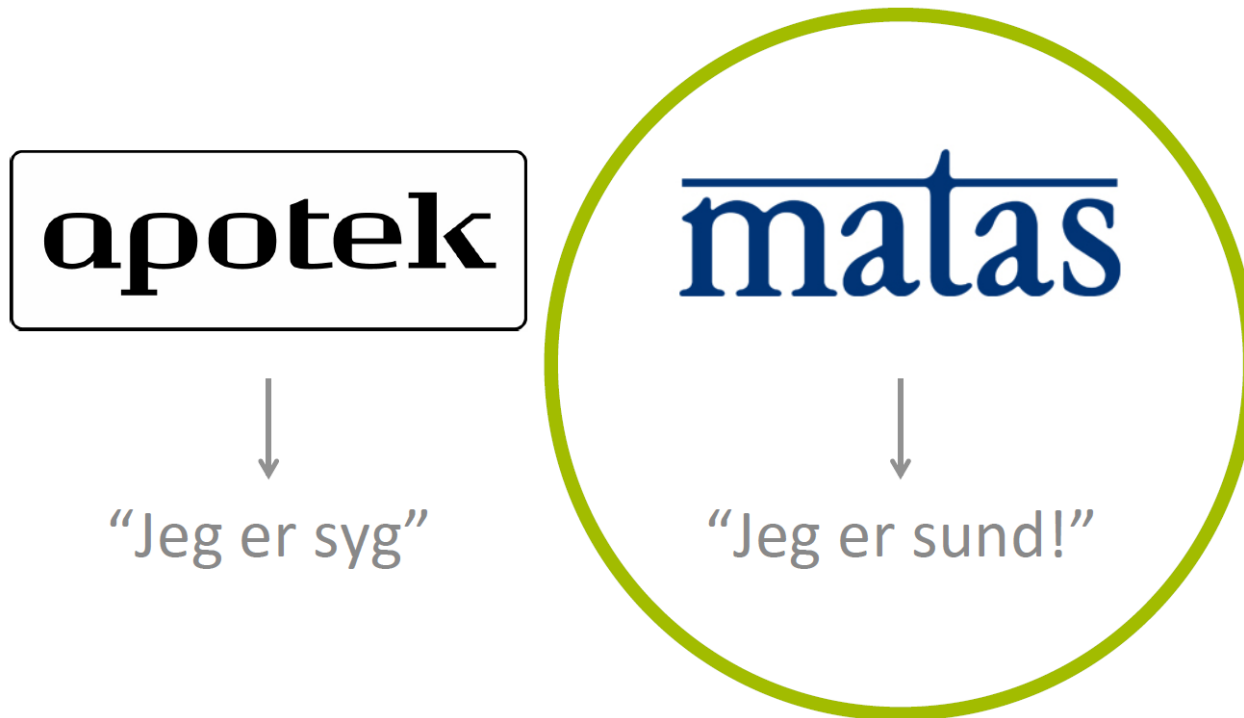 apotek
matas
“Jeg er syg”
“Jeg er sund!”